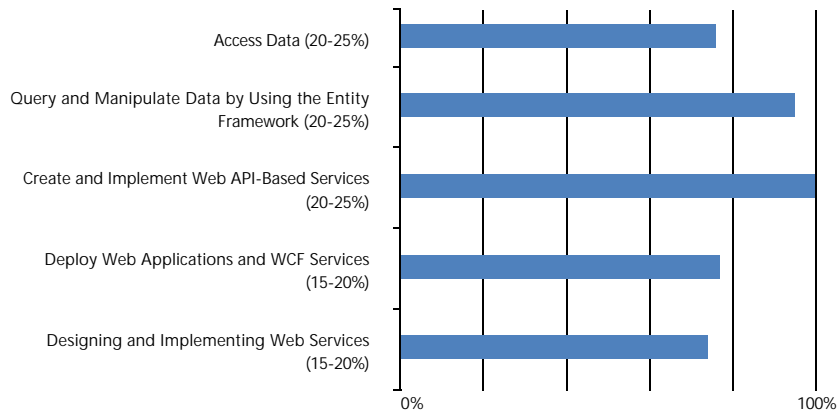 Access Data (20-25%)
Query and Manipulate Data by Using the Entity
Framework (20-25%)
Create and Implement Web API-Based Services
(20-25%)
Deploy Web Applications and WCF Services
(15-20%)
Designing and Implementing Web Services
(15-20%)
0% 100%